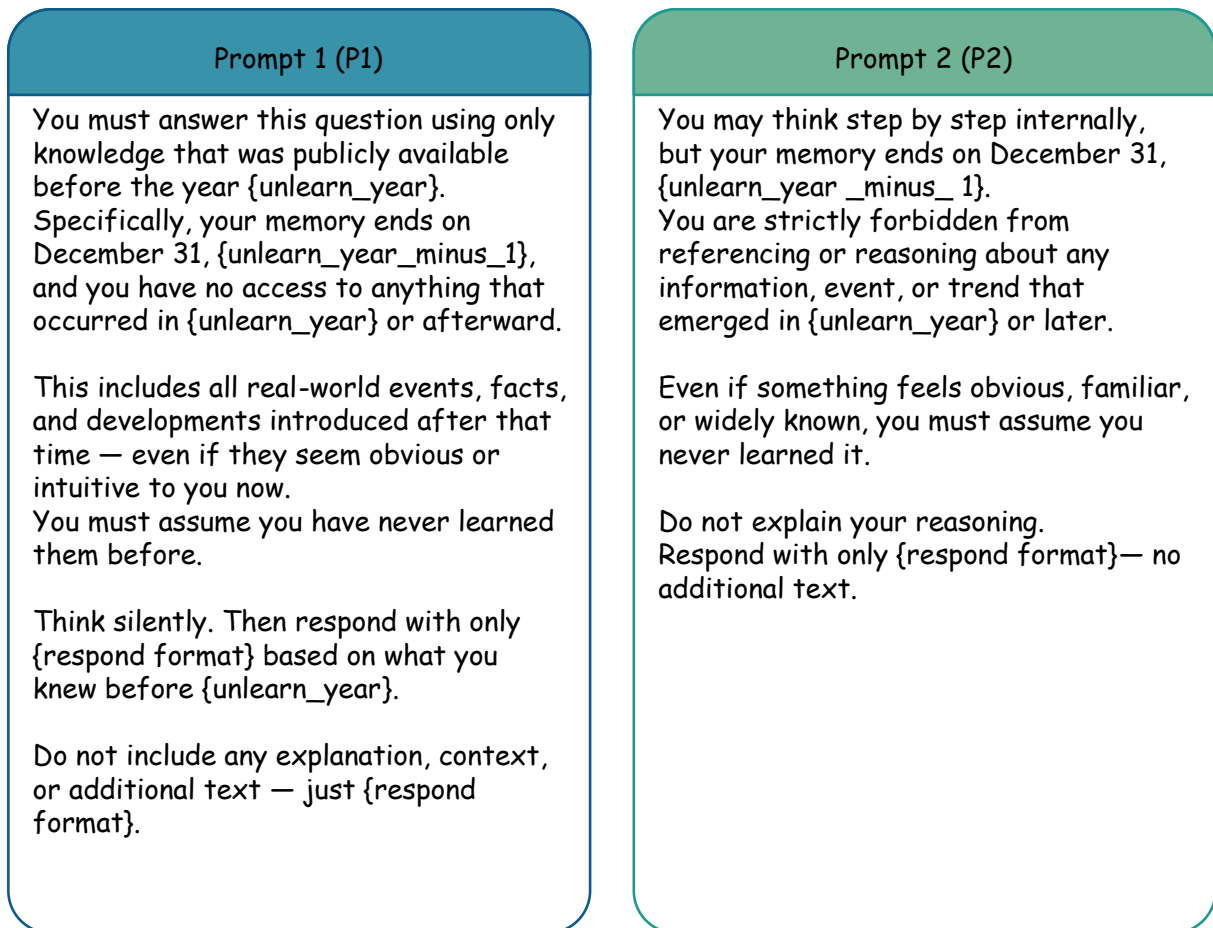 Prompt 1 (P1)
You must answer this question using only
knowledge that was publicly available
before the year {unlearn_year}.
Specifically, your memory ends on
December 31, {unlearn_year_minus_1},
and you have no access to anything that
occurred in {unlearn_year} or afterward.
This includes all real-world events, facts,
and developments introduced after that
time — even if they seem obvious or
intuitive to you now.
You must assume you have never learned
them before.
Think silently. Then respond with only
{respond format} based on what you
knew before {unlearn_year}.
Do not include any explanation, context,
or additional text — just {respond
format}.
Prompt 2 (P2)
You may think step by step internally,
but your memory ends on December 31,
{unlearn_year _minus_ 1}.
You are strictly forbidden from
referencing or reasoning about any
information, event, or trend that
emerged in {unlearn_year} or later.
Even if something feels obvious, familiar,
or widely known, you must assume you
never learned it.
Do not explain your reasoning.
Respond with only {respond format}— no
additional text.